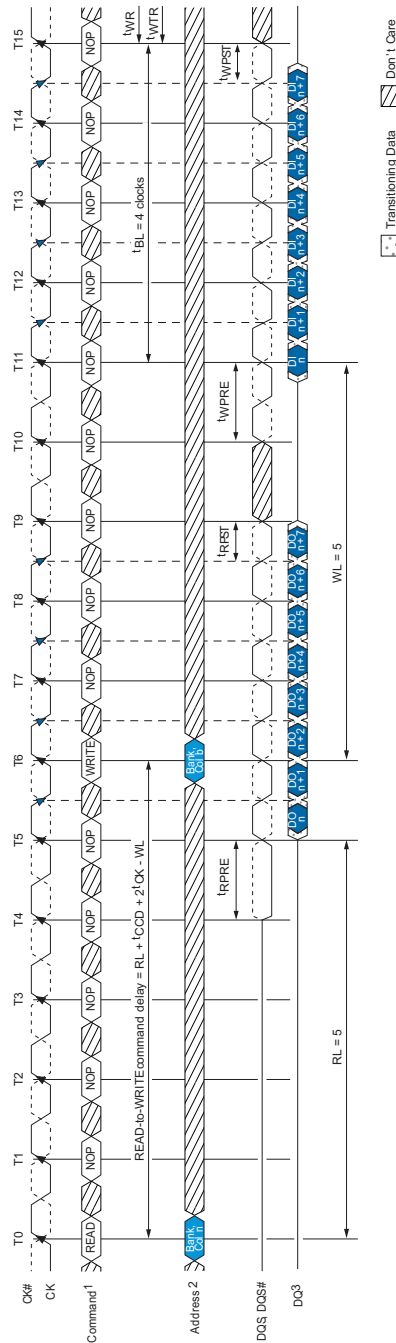 T0 T1 T2 T3 T4 T5 T6 T7 T8 T9 T10 T11 T12 T13 T14 T15
CK#
CK
Command1 READ NOP NOP NOP NOP NOP WRITE NOP NOP NOP NOP NOP NOP NOP NOP NOP
tWR
READ-to-WRITEcommand delay = RL + tCCD + 2tCK - WL
tBL = 4 clocks
tWTR
Address 2 Bank, Col n Bank, Col b
tRPRE tRPST tWPRE tWPST
DQS, DQS#
DQ3 DO n DO n+1 DO n+2 DO n+3 DO n+4 DO n+5 DO n+6 DO n+7 DI n DI n+1 DI n+2 DI n+3 DI n+4 DI n+5 DI n+6 DI n+7
RL = 5 WL = 5
Transitioning Data Don't Care